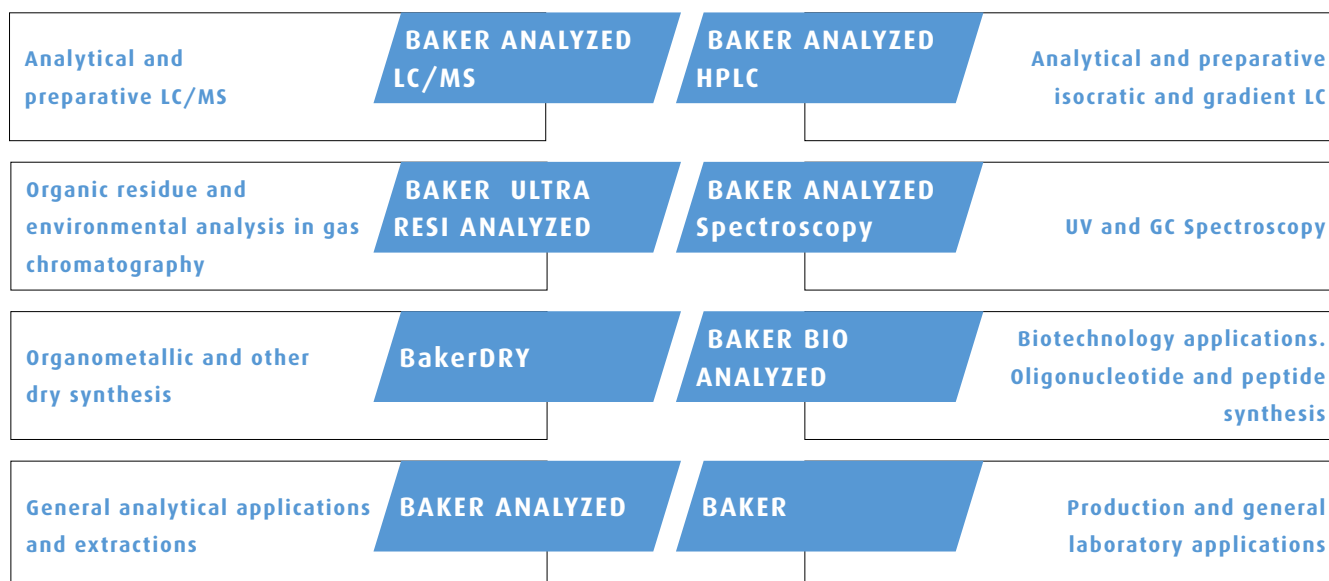 Analytical and
preparative LC/MS
BAKER ANALYZED
LC/MS
BAKER ANALYZED
HPLC
Analytical and preparative
isocratic and gradient LC
Organic residue and
environmental analysis in gas
chromatography
BAKER ULTRA
RESI ANALYZED
BAKER ANALYZED
Spectroscopy
UV and GC Spectroscopy
Organometallic and other
dry synthesis
BakerDRY
BAKER BIO
ANALYZED
Biotechnology applications.
Oligonucleotide and peptide
synthesis
General analytical applications
and extractions
BAKER ANALYZED
BAKER
Production and general
laboratory applications